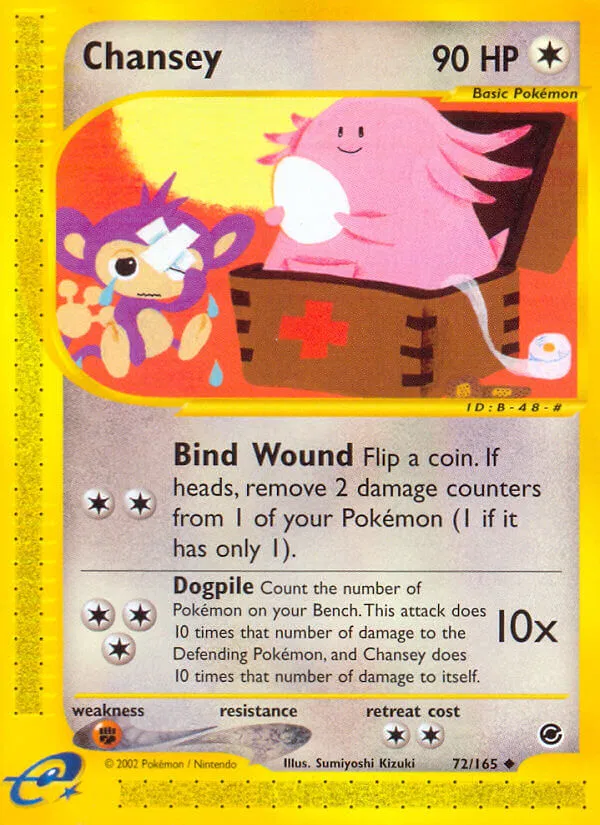 Chansey 90 HP
Basic Pokémon
ID:B-48-#
Bind Wound Flip a coin. If
heads, remove 2 damage counters
from 1 of your Pokémon (1 if it
has only 1).
Dogpile Count the number of
Pokémon on your Bench. This attack does
10 times that number of damage to the
Defending Pokémon, and Chansey does
10 times that number of damage to itself.
10x
weakness resistance retreat cost
© 2002 Pokémon / Nintendo Illus. Sumiyoshi Kizuki 72/165
e